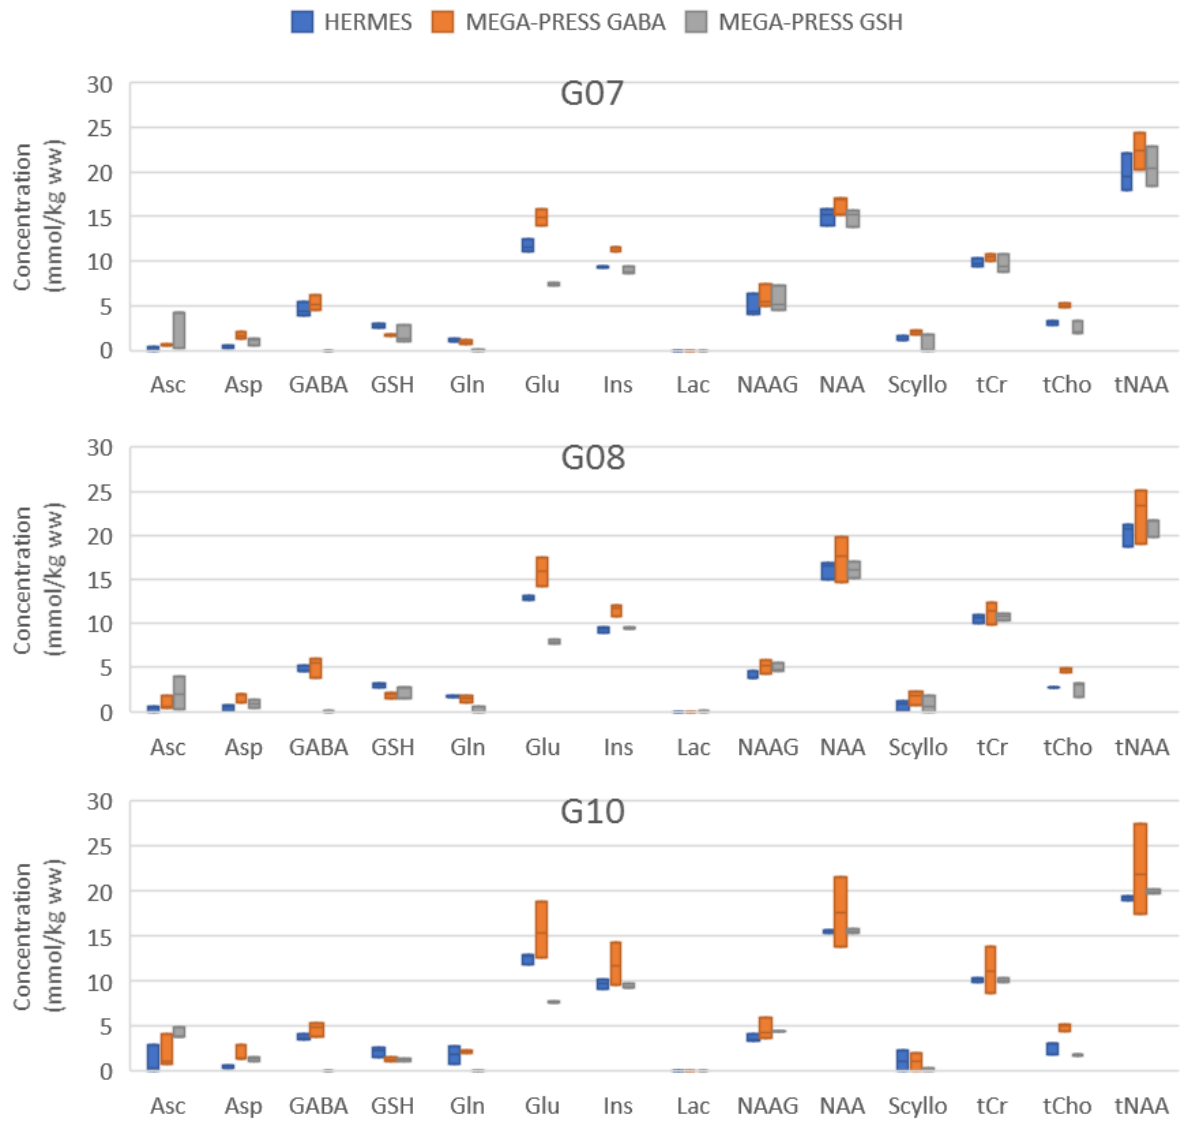 HERMES MEGA-PRESS GABA MEGA-PRESS GSH
G07
Concentration
(mmol/kg ww)
30
25
20
15
10
5
0
Asc Asp GABA GSH Gln Glu Ins Lac NAAG NAA Scyllo tCr tCho tNAA
G08
Concentration
(mmol/kg ww)
30
25
20
15
10
5
0
Asc Asp GABA GSH Gln Glu Ins Lac NAAG NAA Scyllo tCr tCho tNAA
G10
Concentration
(mmol/kg ww)
30
25
20
15
10
5
0
Asc Asp GABA GSH Gln Glu Ins Lac NAAG NAA Scyllo tCr tCho tNAA